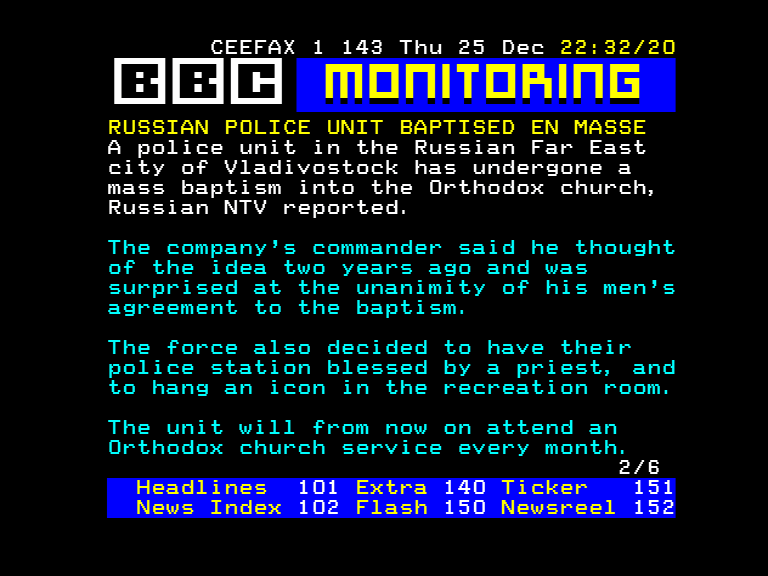 CEEFAX 1 143 Thu 25 Dec 22:32/20
BBC MONITORING
RUSSIAN POLICE UNIT BAPTISED EN MASSE
A police unit in the Russian Far East
city of Vladivostock has undergone a
mass baptism into the Orthodox church,
Russian NTV reported.
The company's commander said he thought
of the idea two years ago and was
surprised at the unanimity of his men's
agreement to the baptism.
The force also decided to have their
police station blessed by a priest, and
to hang an icon in the recreation room.
The unit will from now on attend an
Orthodox church service every month.
2/6
Headlines 101 Extra 140 Ticker 151
News Index 102 Flash 150 Newsreel 152